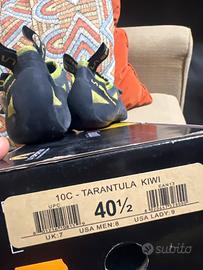 10C - TARANTULA KIWI
UPC
40½
EAN13
UK:7
USA MEN: 8
USA LADY: 9
subito